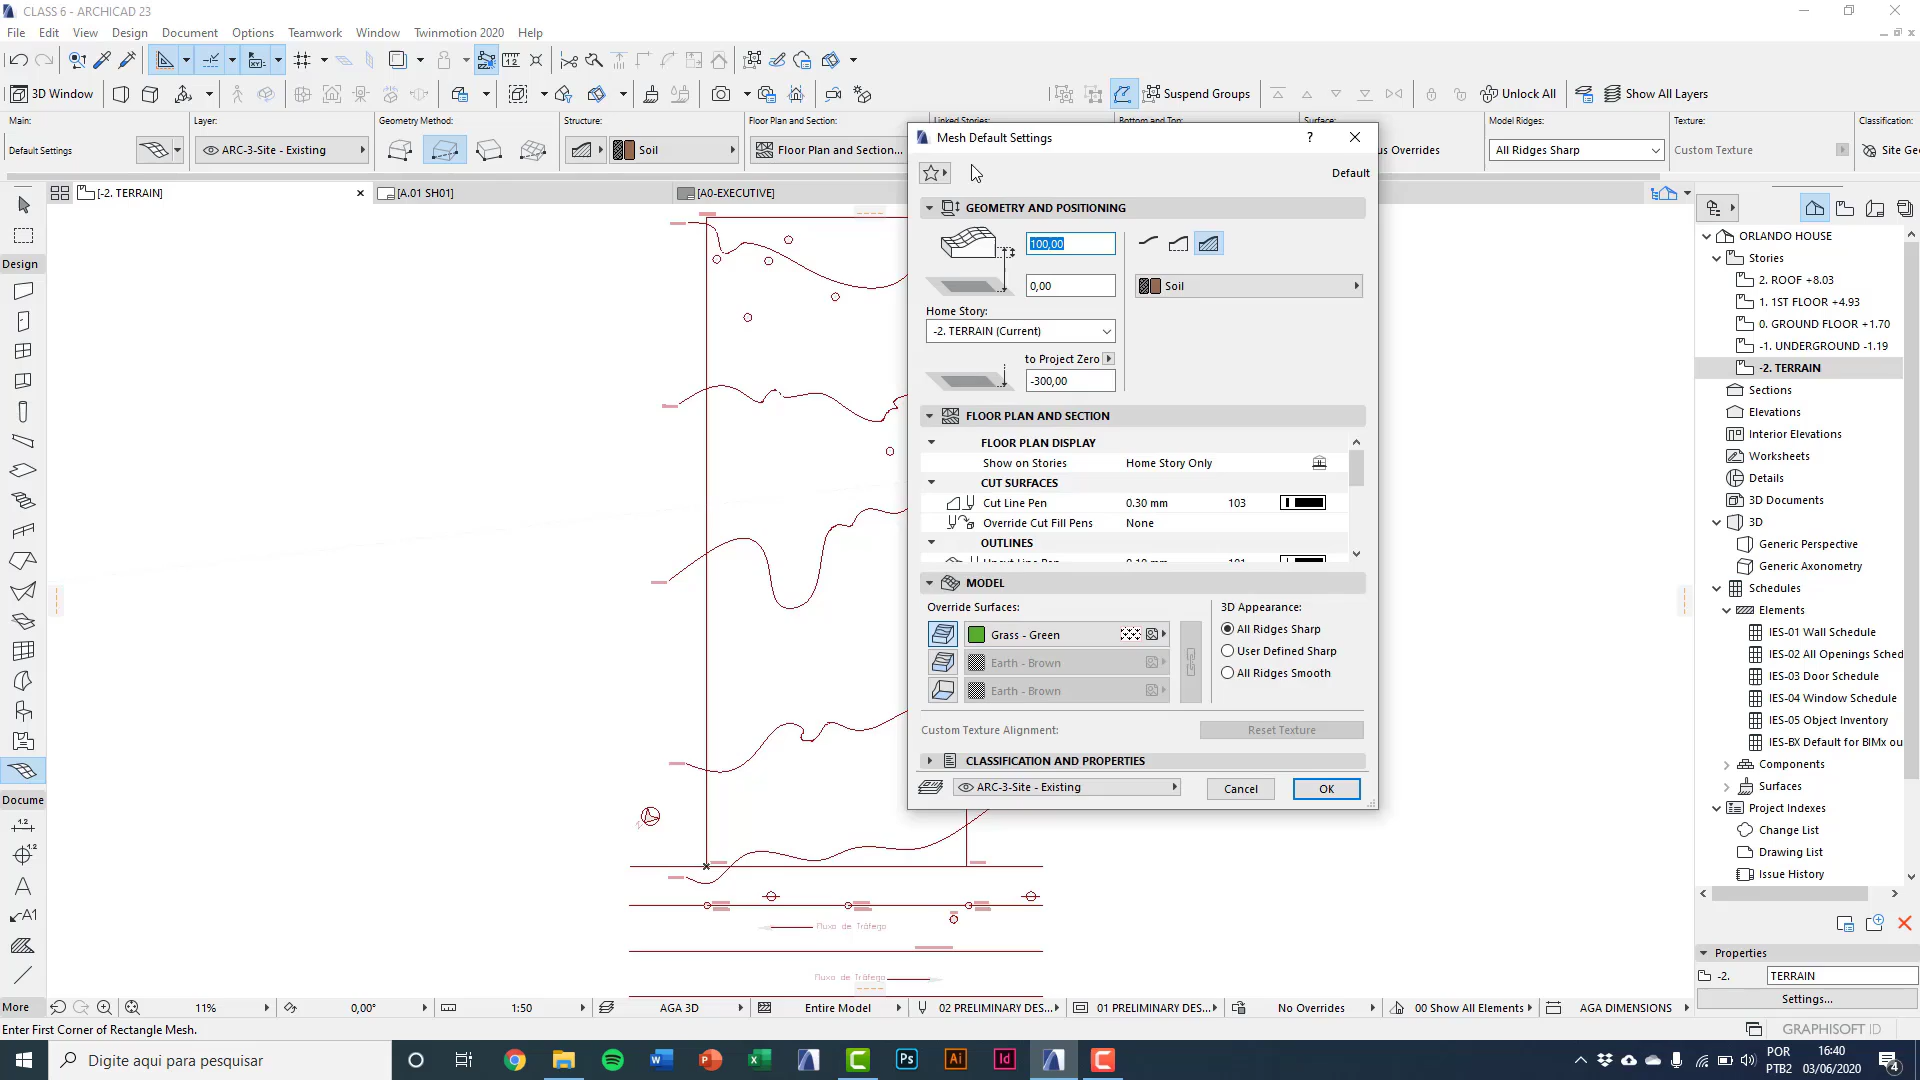 CLASS 6 - ARCHICAD 23
File Edit View Design Document Options Teamwork Window Twinmotion 2020 Help
3D Window
Suspend Groups
Unlock All
Show All Layers
Main:
Layer:
Geometry Method:
Structure:
Floor Plan and Section:
Model Ridges:
Texture:
Classification:
Default Settings
ARC-3-Site - Existing
Soil
Floor Plan and Section...
All Ridges Sharp
Custom Texture
[-2. TERRAIN]
[A.01 SH01]
[A0-EXECUTIVE]
Mesh Default Settings
Default
GEOMETRY AND POSITIONING
100,00
0,00
Soil
Home Story:
-2. TERRAIN (Current)
to Project Zero
-300,00
FLOOR PLAN AND SECTION
FLOOR PLAN DISPLAY
Show on Stories Home Story Only
CUT SURFACES
Cut Line Pen 0.30 mm 103
Override Cut Fill Pens None
OUTLINES
MODEL
Override Surfaces:
Grass - Green
Earth - Brown
Earth - Brown
3D Appearance:
All Ridges Sharp
User Defined Sharp
All Ridges Smooth
Custom Texture Alignment:
Reset Texture
CLASSIFICATION AND PROPERTIES
ARC-3-Site - Existing
Cancel
OK
Design
Docume
More
Fluxo de Tráfego
Fluxo de Tráfego
ORLANDO HOUSE
Stories
2. ROOF +8.03
1. 1ST FLOOR +4.93
0. GROUND FLOOR +1.70
-1. UNDERGROUND -1.19
-2. TERRAIN
Sections
Elevations
Interior Elevations
Worksheets
Details
3D Documents
3D
Generic Perspective
Generic Axonometry
Schedules
Elements
IES-01 Wall Schedule
IES-02 All Openings Sched
IES-03 Door Schedule
IES-04 Window Schedule
IES-05 Object Inventory
IES-BX Default for BIMx ou
Components
Surfaces
Project Indexes
Change List
Drawing List
Issue History
Properties
-2. TERRAIN
Settings...
11%
0,00°
1:50
AGA 3D
Entire Model
02 PRELIMINARY DES...
01 PRELIMINARY DES...
No Overrides
00 Show All Elements
AGA DIMENSIONS
Enter First Corner of Rectangle Mesh.
GRAPHISOFT ID
Digite aqui para pesquisar
POR
PTB2
16:40
03/06/2020
4